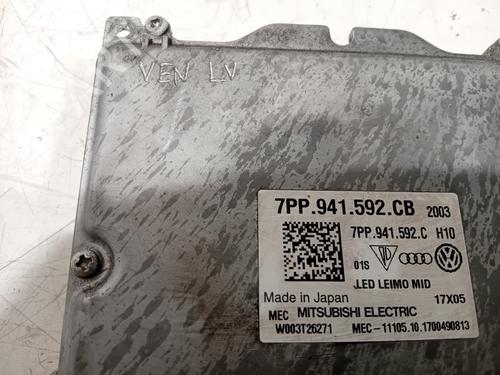 VEN LV
7PP.941.592.CB 2003
7PP.941.592.C H10
01S
LED LEIMO MID
Made in Japan 17X05
MEC MITSUBISHI ELECTRIC
W003T26271 MEC-11105.10.1700490813